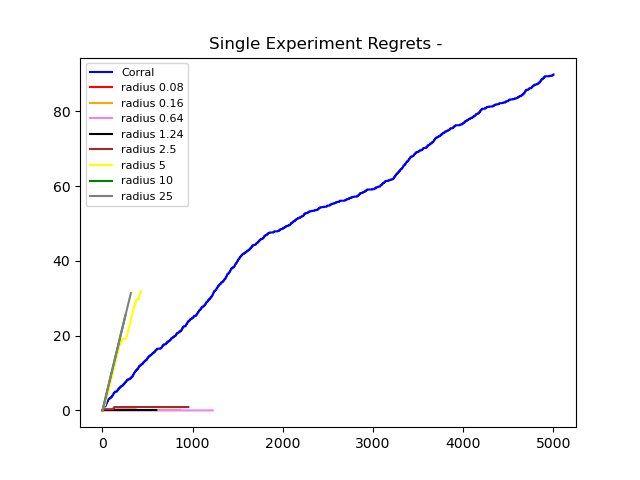 Single Experiment Regrets -
Corral
radius 0.08
radius 0.16
radius 0.64
radius 1.24
radius 2.5
radius 5
radius 10
radius 25
80
60
40
20
0
0 1000 2000 3000 4000 5000